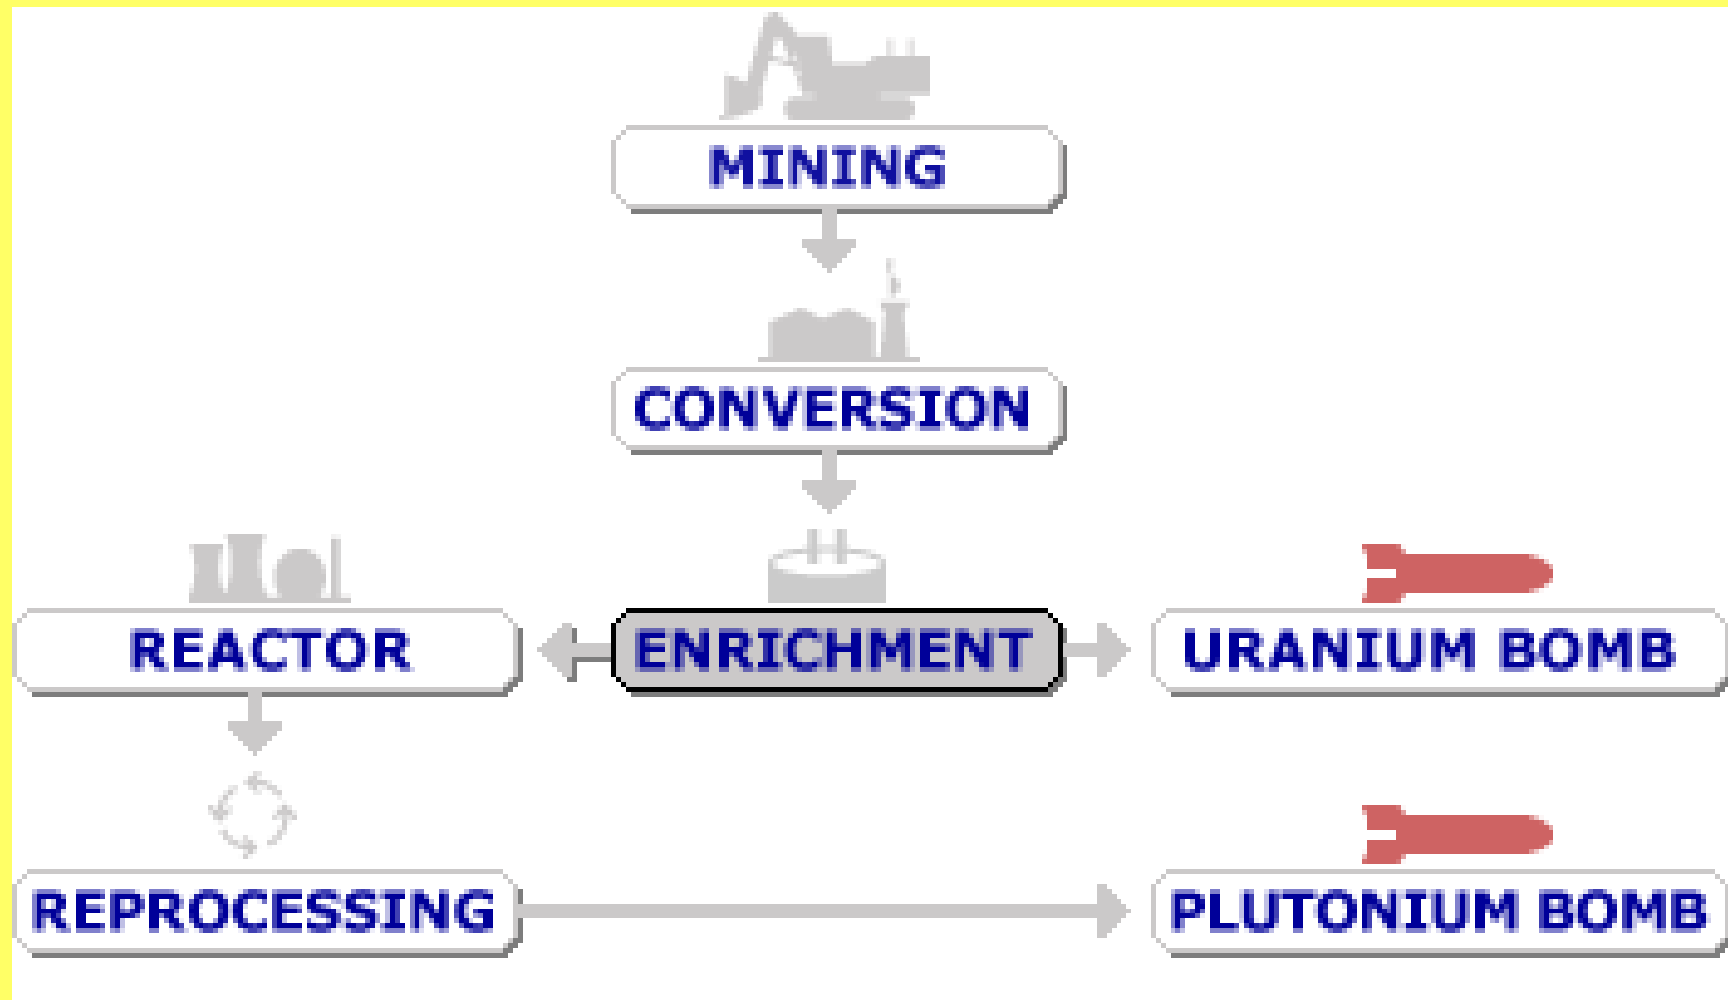 MINING
CONVERSION
REACTOR
ENRICHMENT
URANIUM BOMB
REPROCESSING
PLUTONIUM BOMB